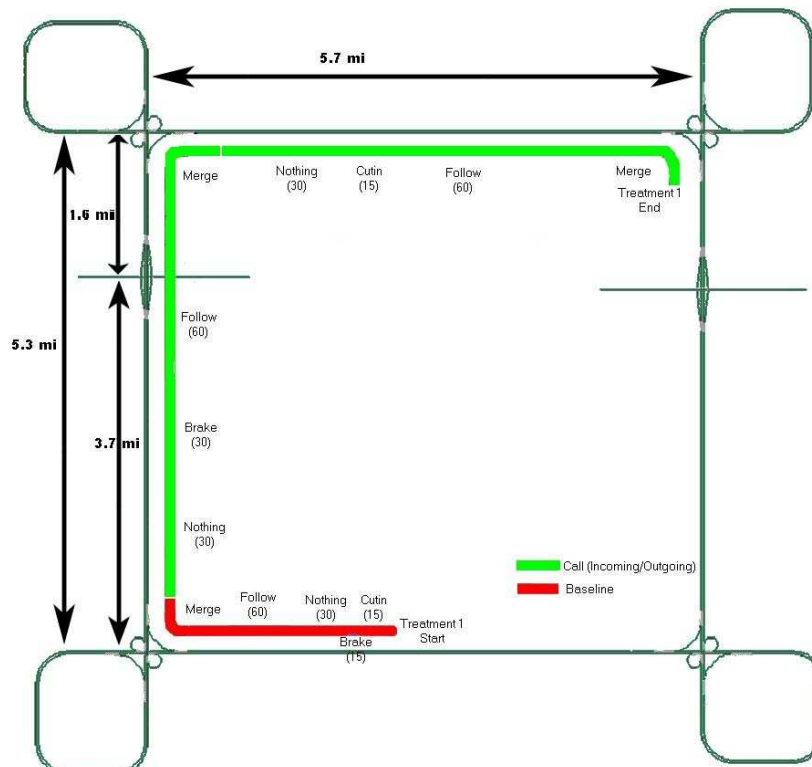 5.7 mi
Merge
Nothing
(30)
Cutin
(15)
Follow
(60)
Merge
Treatment 1
End
1.6 mi
Follow
(60)
5.3 mi
3.7 mi
Brake
(30)
Nothing
(30)
Call (Incoming/Outgoing)
Baseline
Merge
Follow
(60)
Nothing
(30)
Cutin
(15)
Treatment 1
Start
Brake
(15)